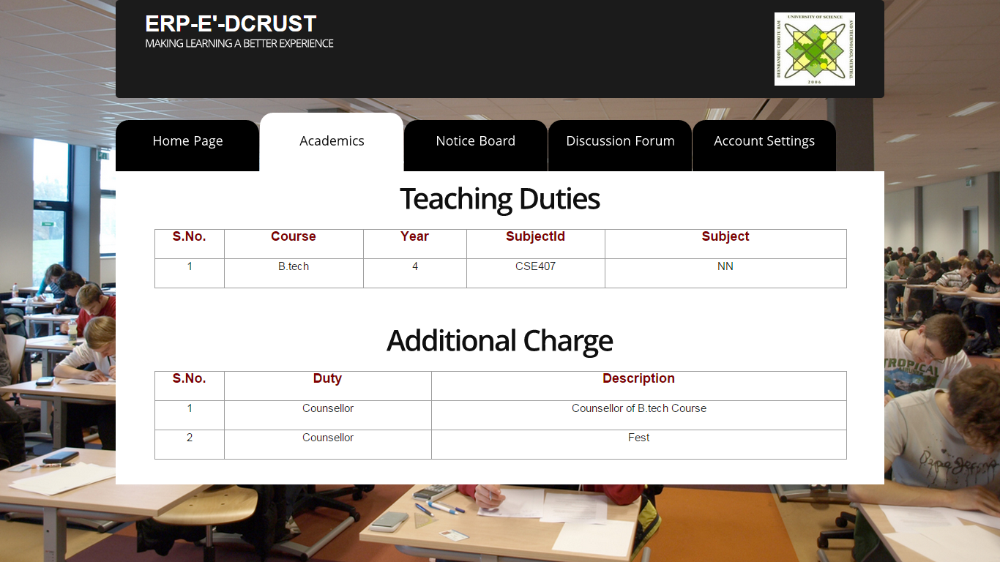 ERP-E'-DCRUST
MAKING LEARNING A BETTER EXPERIENCE
UNIVERSITY OF SCIENCE
AND TECHNOLOGY, MURTHAL
DEENBANDHU CHHOTU RAM
2006
Home Page
Academics
Notice Board
Discussion Forum
Account Settings
Teaching Duties
S.No. Course Year SubjectId Subject
1 B.tech 4 CSE407 NN
Additional Charge
S.No. Duty Description
1 Counsellor Counsellor of B.tech Course
2 Counsellor Fest
TROPICAL